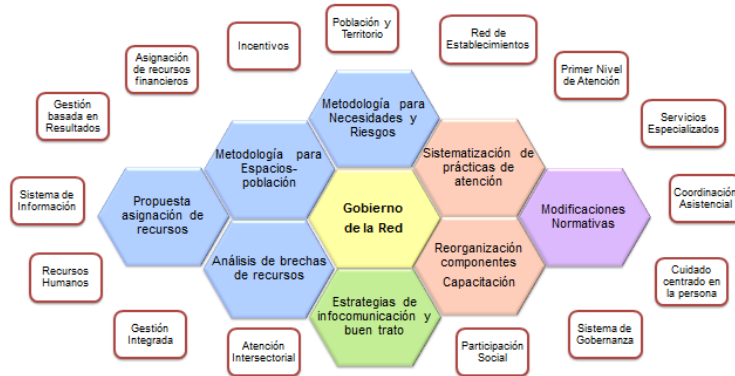 Población y
Territorio
Incentivos
Red de
Establecimientos
Asignación
de recursos
financieros
Primer Nivel
de Atención
Gestión
basada en
Resultados
Servicios
Especializados
Sistema de
Información
Coordinación
Asistencial
Recursos
Humanos
Cuidado
centrado en
la persona
Gestión
Integrada
Atención
Intersectorial
Participación
Social
Sistema de
Gobernanza
Metodología para
Necesidades y
Riesgos
Metodología para
Espacios-
población
Sistematización de
prácticas de
atención
Propuesta
asignación de
recursos
Gobierno
de la Red
Modificaciones
Normativas
Análisis de brechas
de recursos
Reorganización
componentes
Capacitación
Estrategias de
infocomunicación y
buen trato